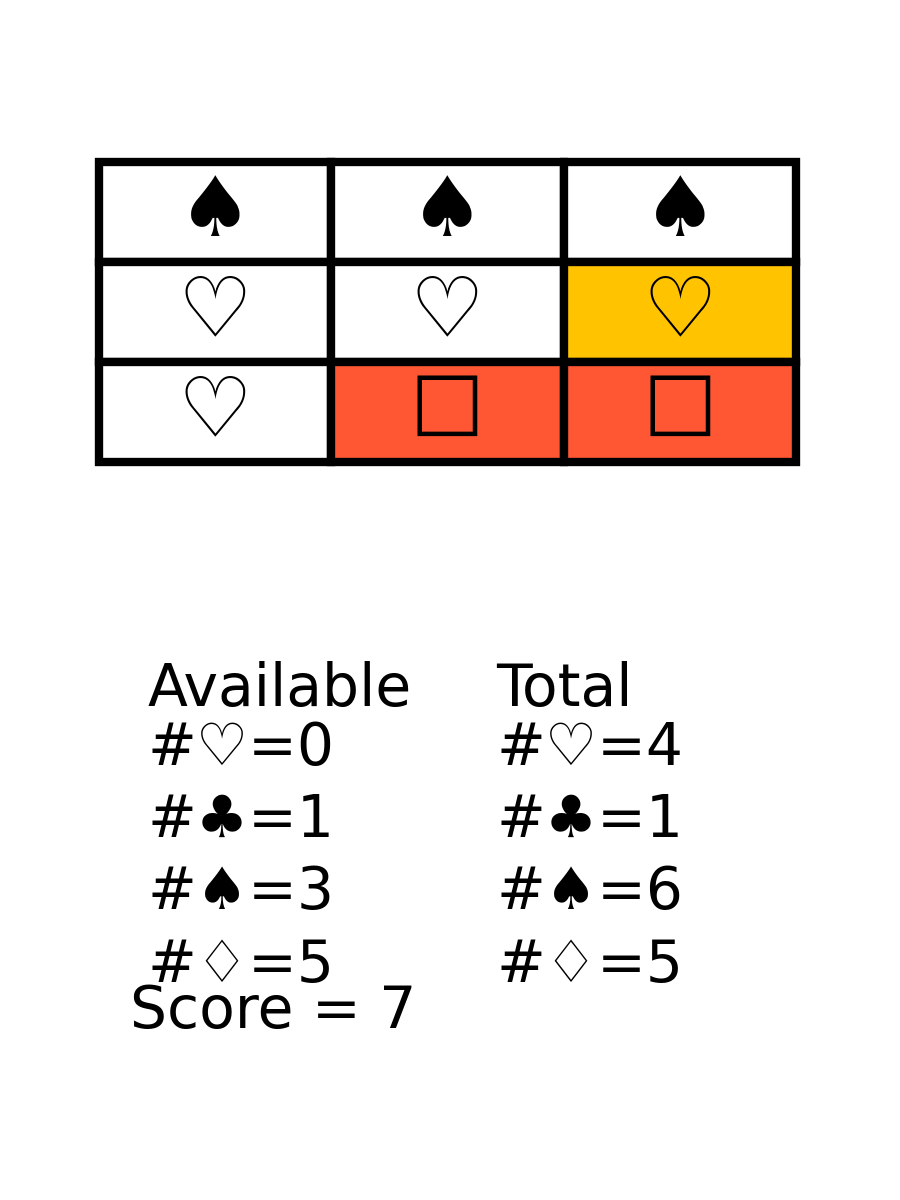 ♠ ♠ ♠
♡ ♡ ♡
♡ □ □
Available Total
#♡=0 #♡=4
#♣=1 #♣=1
#♠=3 #♠=6
#♢=5 #♢=5
Score = 7